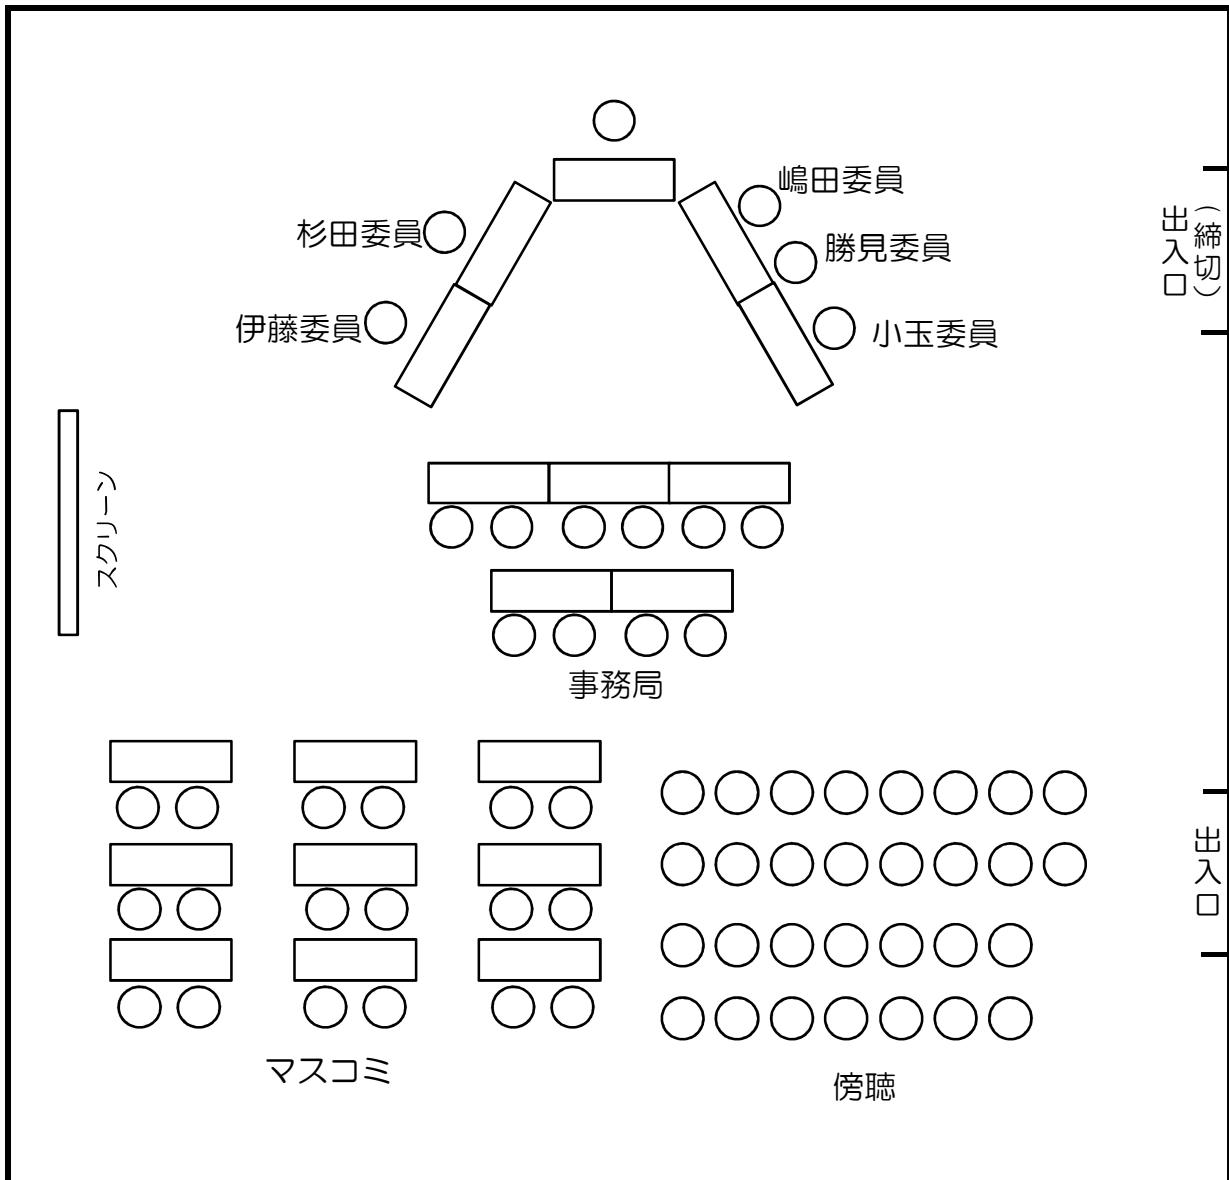 嶋田委員
杉田委員
勝見委員
伊藤委員
小玉委員
出入口
（締切）
スクリーン
事務局
出入口
マスコミ
傍聴